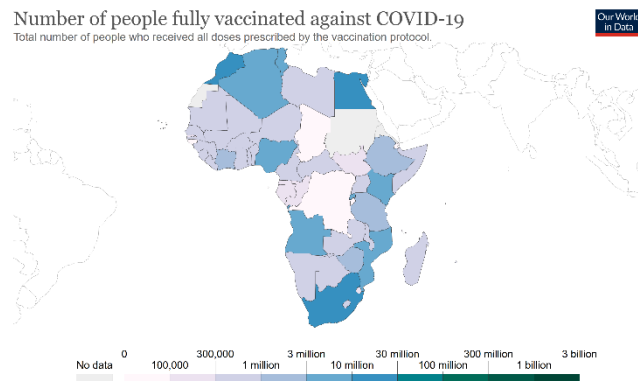 Number of people fully vaccinated against COVID-19
Our World
in Data
Total number of people who received all doses prescribed by the vaccination protocol.
No data
0
100,000
300,000
1 million
3 million
10 million
30 million
100 million
300 million
1 billion
3 billion